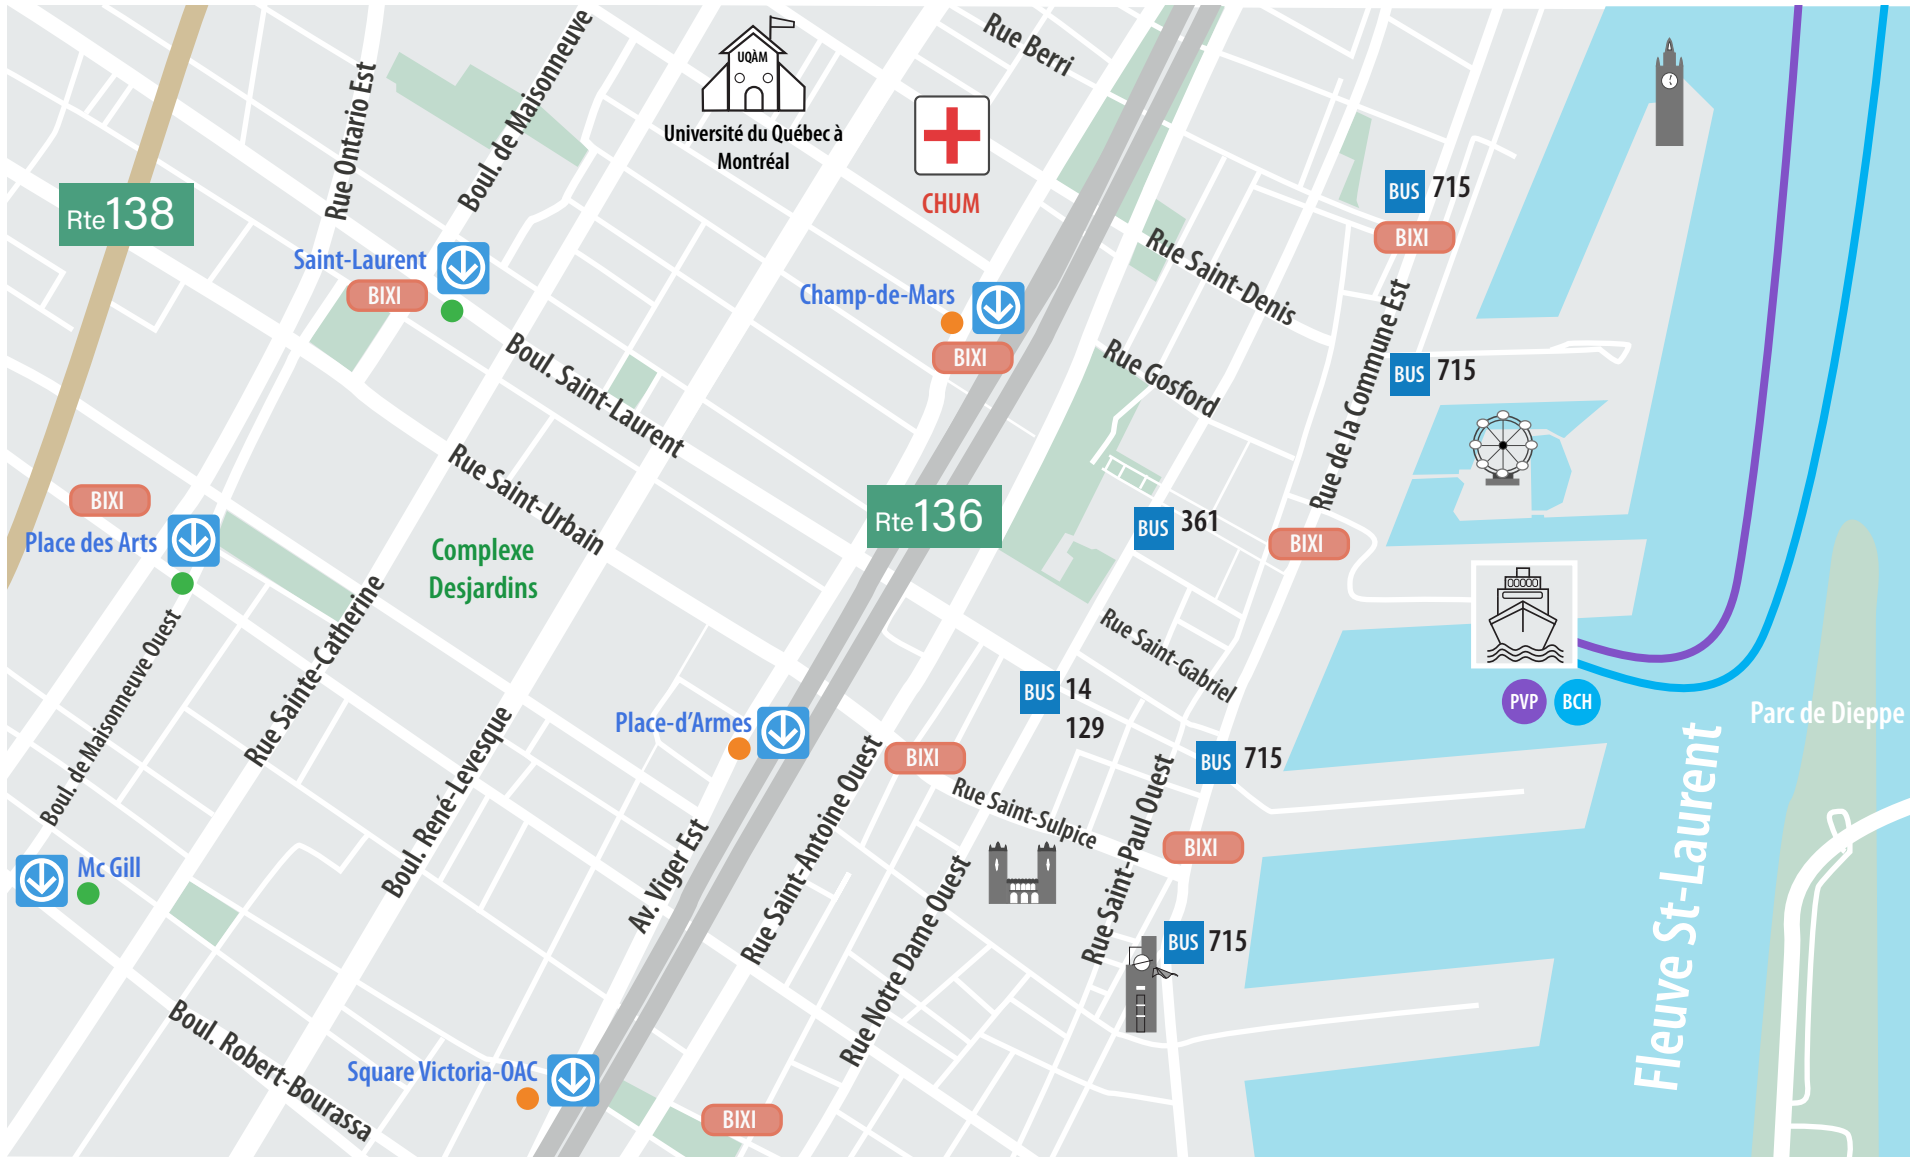 Rue Berri
UQÀM
Université du Québec à
Montréal
CHUM
Rue Ontario Est
Boul. de Maisonneuve
Rte138
BUS 715
BIXI
Saint-Laurent
BIXI
Champ-de-Mars
BIXI
Rue Saint-Denis
Boul. Saint-Laurent
Rue Gosford
Rue de la Commune Est
BUS 715
Rue Saint-Urbain
BIXI
Place des Arts
Rte136
BUS 361
BIXI
Complexe
Desjardins
Boul. de Maisonneuve Ouest
Rue Sainte-Catherine
Rue Saint-Gabriel
BUS 14
129
PVP
BCH
Parc de Dieppe
Place-d'Armes
BIXI
BUS 715
Boul. René-Levesque
Rue Saint-Antoine Ouest
Rue Saint-Sulpice
Rue Saint-Paul Ouest
BIXI
Mc Gill
Av. Viger Est
Rue Notre Dame Ouest
BUS 715
Fleuve St-Laurent
Boul. Robert-Bourassa
Square Victoria-OAC
BIXI